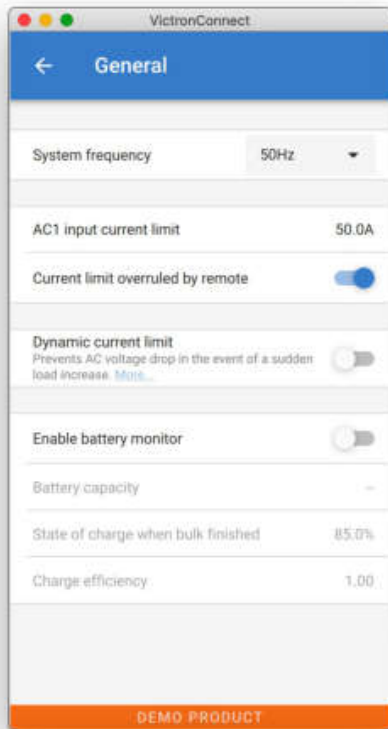 VictronConnect
General
System frequency 50Hz
AC1 input current limit 50.0A
Current limit overruled by remote
Dynamic current limit
Prevents AC voltage drop in the event of a sudden
load increase. More...
Enable battery monitor
Battery capacity --
State of charge when bulk finished 85.0%
Charge efficiency 1.00
DEMO PRODUCT